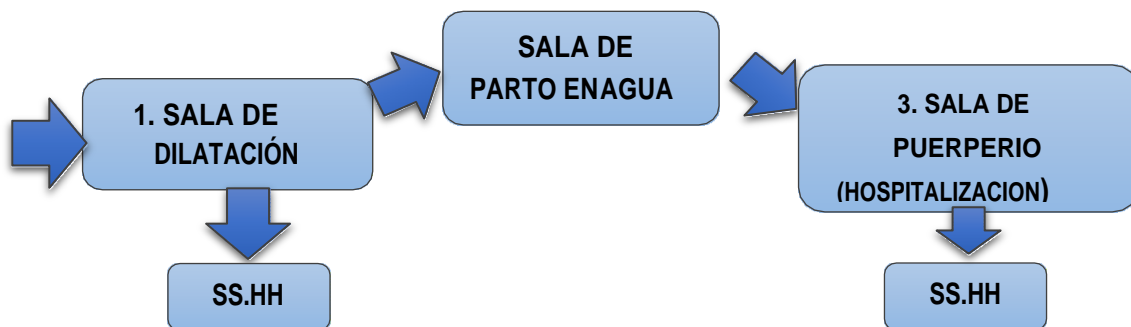 SALA DE
PARTO ENAGUA
1. SALA DE
DILATACIÓN
3. SALA DE
PUERPERIO
(HOSPITALIZACION)
SS.HH
SS.HH